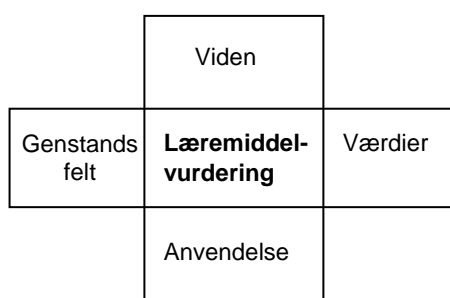 Viden
Genstands
felt
Læremiddel-
vurdering
Værdier
Anvendelse